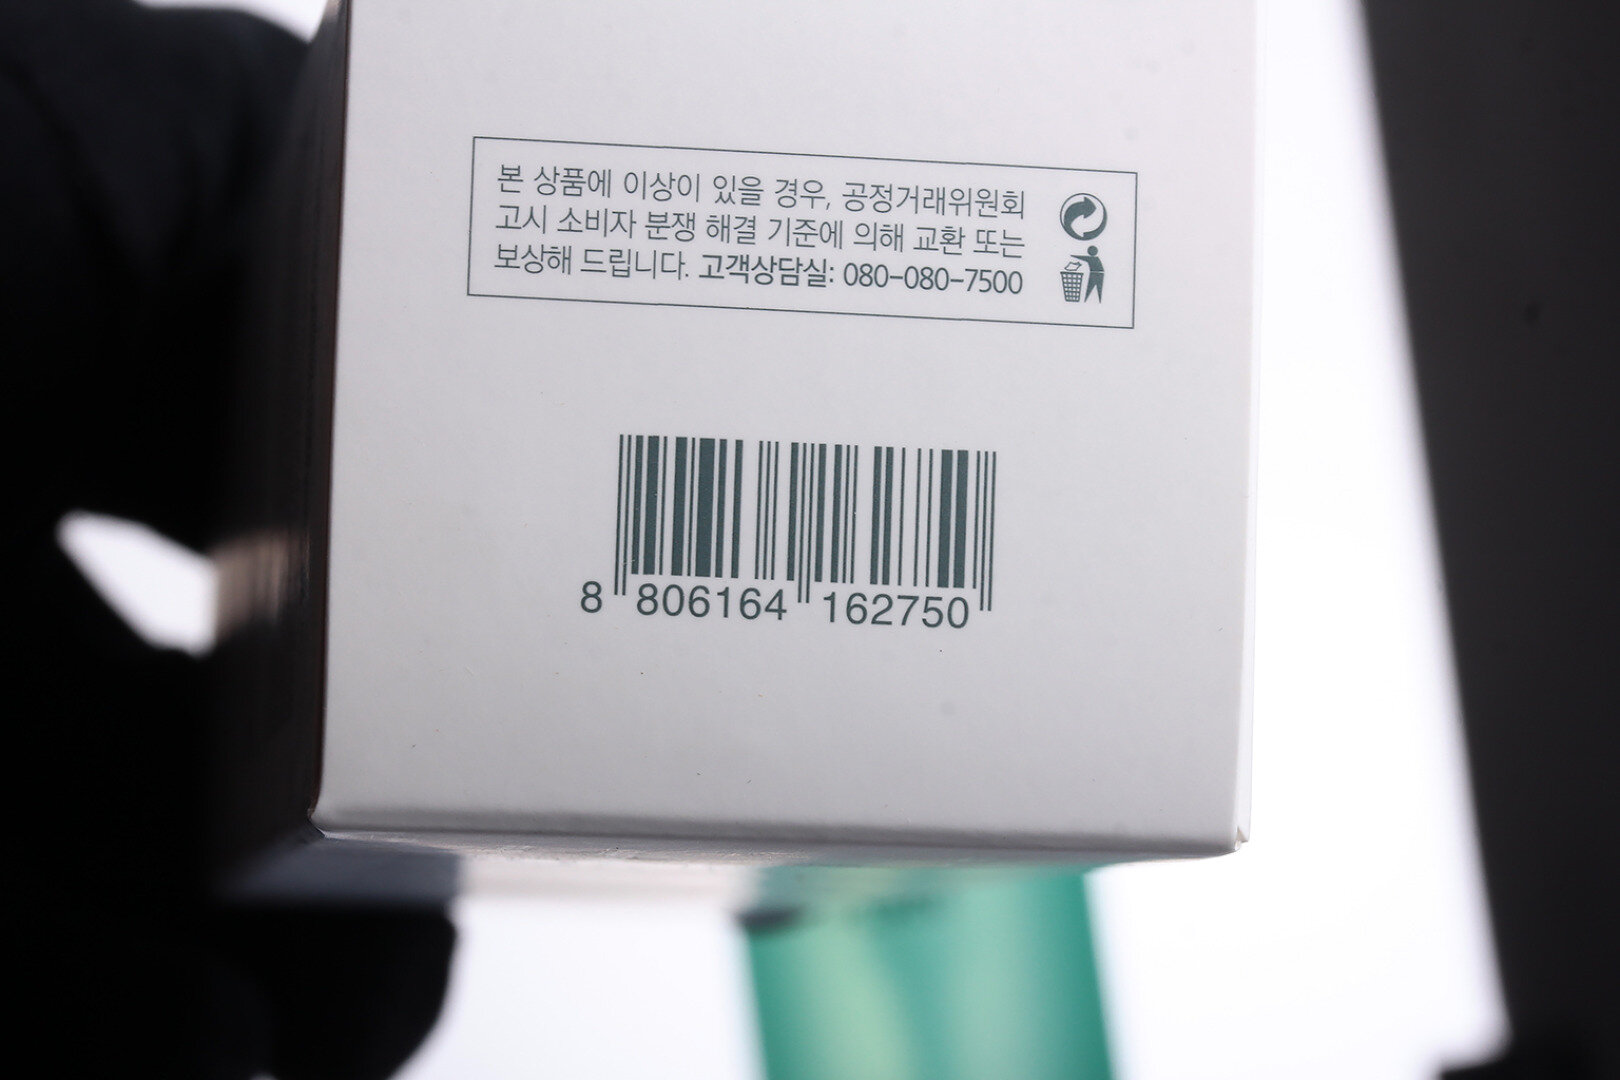 본 상품에 이상이 있을 경우, 공정거래위원회
고시 소비자 분쟁 해결 기준에 의해 교환 또는
보상해 드립니다. 고객상담실: 080-080-7500
8 806164 162750